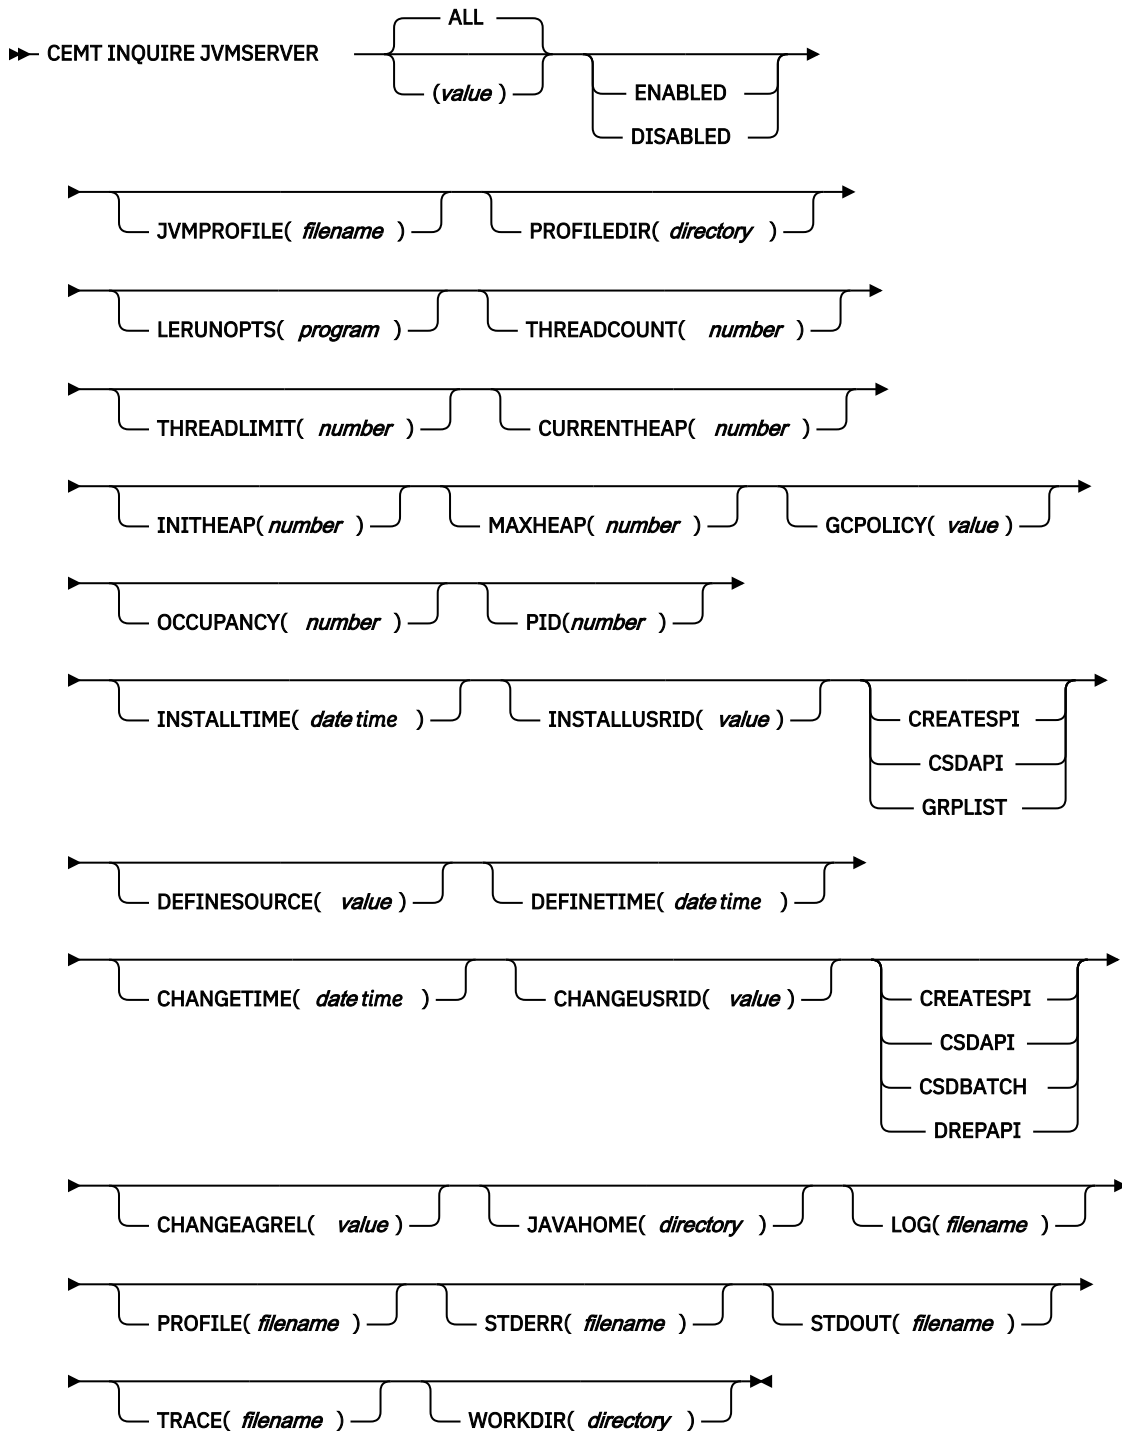 ALL
CEMT INQUIRE JVMSERVER
(value)
ENABLED
DISABLED
JVMPROFILE( filename ) PROFILEDIR( directory )
LERUNOPTS( program ) THREADCOUNT( number )
THREADLIMIT( number ) CURRENTHEAP( number )
INITHEAP( number ) MAXHEAP( number ) GCPOLICY( value )
OCCUPANCY( number ) PID( number )
INSTALLTIME( date time ) INSTALLUSRID( value ) CREATESPI
CSDAPI
GRPLIST
DEFINESOURCE( value ) DEFINETIME( date time )
CHANGETIME( date time ) CHANGEUSRID( value ) CREATESPI
CSDAPI
CSDBATCH
DREPAPI
CHANGEAGREL( value ) JAVAHOME( directory ) LOG( filename )
PROFILE( filename ) STDERR( filename ) STDOUT( filename )
TRACE( filename ) WORKDIR( directory )